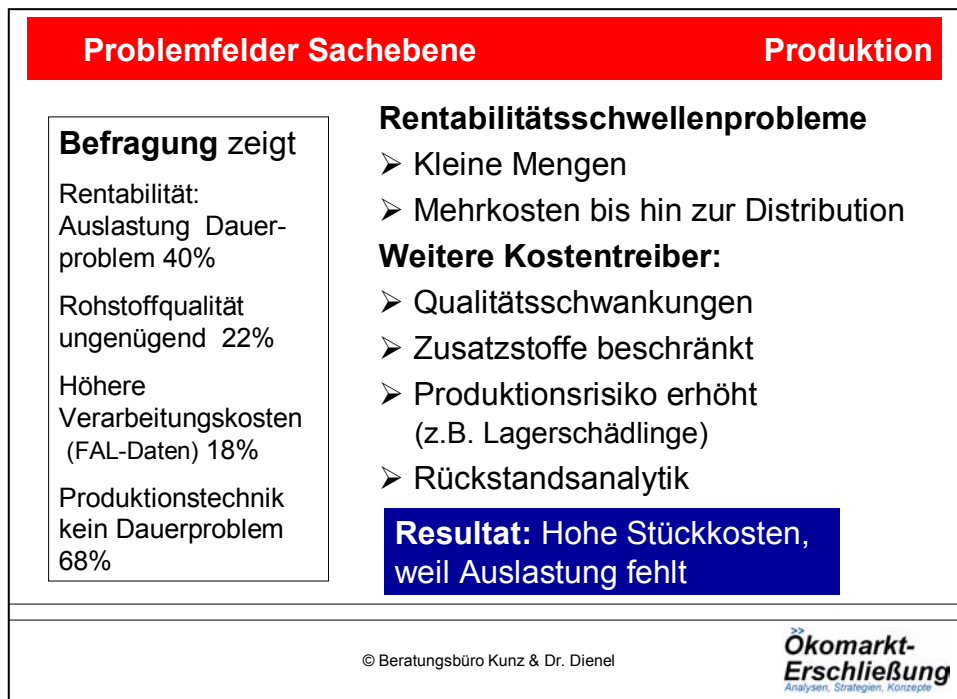 Problemfelder Sachebene Produktion
Befragung zeigt
Rentabilität:
Auslastung Dauer-
problem 40%
Rohstoffqualität
ungenügend 22%
Höhere
Verarbeitungskosten
(FAL-Daten) 18%
Produktionstechnik
kein Dauerproblem
68%
Rentabilitätsschwellenprobleme
➢ Kleine Mengen
➢ Mehrkosten bis hin zur Distribution
Weitere Kostentreiber:
➢ Qualitätsschwankungen
➢ Zusatzstoffe beschränkt
➢ Produktionsrisiko erhöht
(z.B. Lagerschädlinge)
➢ Rückstandsanalytik
Resultat: Hohe Stückkosten,
weil Auslastung fehlt
© Beratungsbüro Kunz & Dr. Dienel
>>
Ökomarkt-
Erschließung
Analysen, Strategien, Konzepte